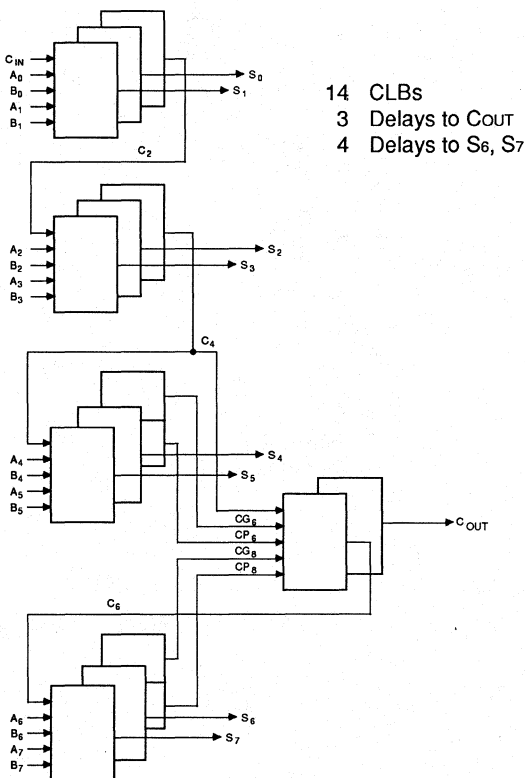 CIN
A0
B0
A1
B1
S0
S1
14 CLBs
3 Delays to COUT
4 Delays to S6, S7
C2
A2
B2
A3
B3
S2
S3
C4
A4
B4
A5
B5
S4
S5
CG6
CP6
CG8
CP8
COUT
C6
A6
B6
A7
B7
S6
S7